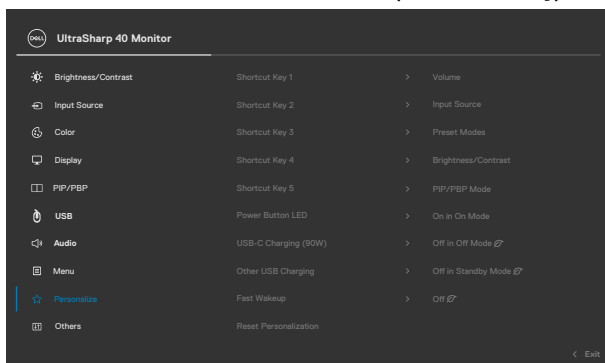 DELL UltraSharp 40 Monitor
Brightness/Contrast Shortcut Key 1 > Volume
Input Source Shortcut Key 2 > Input Source
Color Shortcut Key 3 > Preset Modes
Display Shortcut Key 4 > Brightness/Contrast
PIP/PBP Shortcut Key 5 > PIP/PBP Mode
USB Power Button LED > On in On Mode
Audio USB-C Charging (90W) > Off in Off Mode
Menu Other USB Charging > Off in Standby Mode
Personalize Fast Wakeup > Off
Others Reset Personalization
< Exit